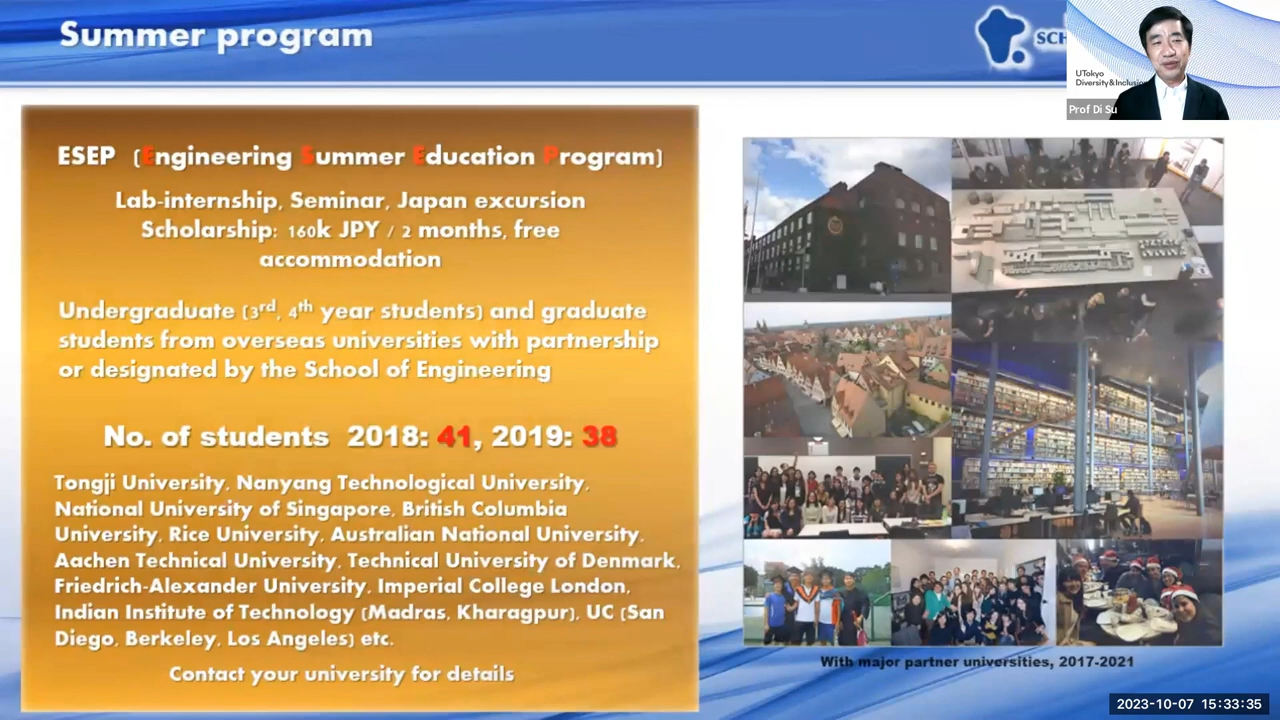 Summer program
SCH
UTokyo
Diversity&Inclusion
Prof Di Su
ESEP (Engineering Summer Education Program)
Lab-internship, Seminar, Japan excursion
Scholarship: 160k JPY / 2 months, free
accommodation
Undergraduate (3rd, 4th year students) and graduate
students from overseas universities with partnership
or designated by the School of Engineering
No. of students 2018: 41, 2019: 38
Tongji University, Nanyang Technological University,
National University of Singapore, British Columbia
University, Rice University, Australian National University,
Aachen Technical University, Technical University of Denmark,
Friedrich-Alexander University, Imperial College London,
Indian Institute of Technology (Madras, Kharagpur), UC (San
Diego, Berkeley, Los Angeles) etc.
Contact your university for details
With major partner universities, 2017-2021
2023-10-07 15:33:35